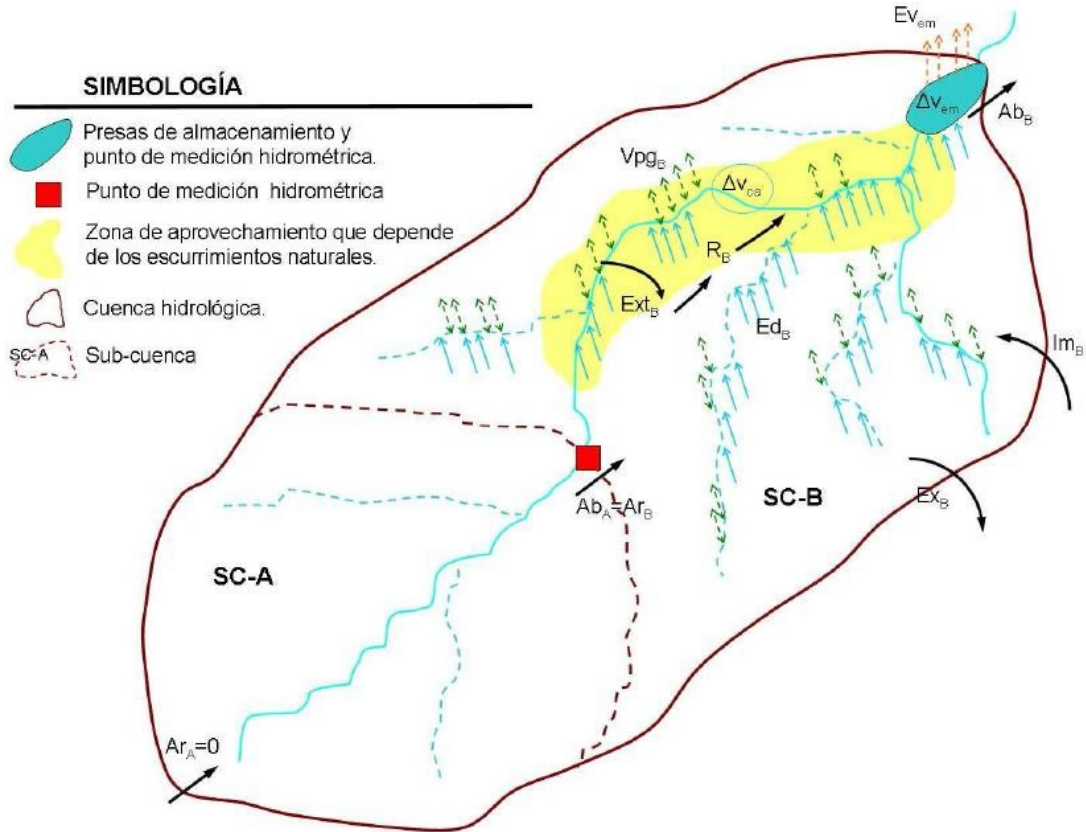 SIMBOLOGÍA
Presas de almacenamiento y
punto de medición hidrométrica.
Punto de medición hidrométrica
Zona de aprovechamiento que depende
de los escurrimientos naturales.
Cuenca hidrológica.
SC-A
Sub-cuenca
Ev_em
Δv_em
Ab_B
Vpg_B
Δv_ca
R_B
Ext_B
Ed_B
Im_B
Ab_A=Ar_B
SC-B
Ex_B
SC-A
Ar_A=0